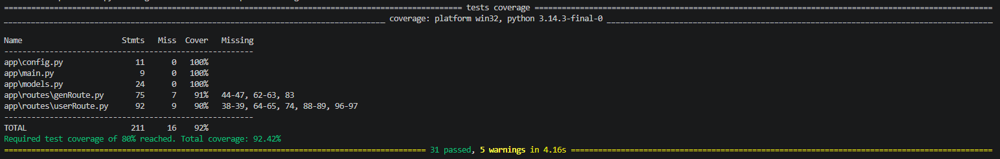 tests coverage
coverage: platform win32, python 3.14.3-final-0
Name Stmts Miss Cover Missing
app\config.py 11 0 100%
app\main.py 9 0 100%
app\models.py 24 0 100%
app\routes\genRoute.py 75 7 91% 44-47, 62-63, 83
app\routes\userRoute.py 92 9 90% 38-39, 64-65, 74, 88-89, 96-97
TOTAL 211 16 92%
Required test coverage of 80% reached. Total coverage: 92.42%
31 passed, 5 warnings in 4.16s